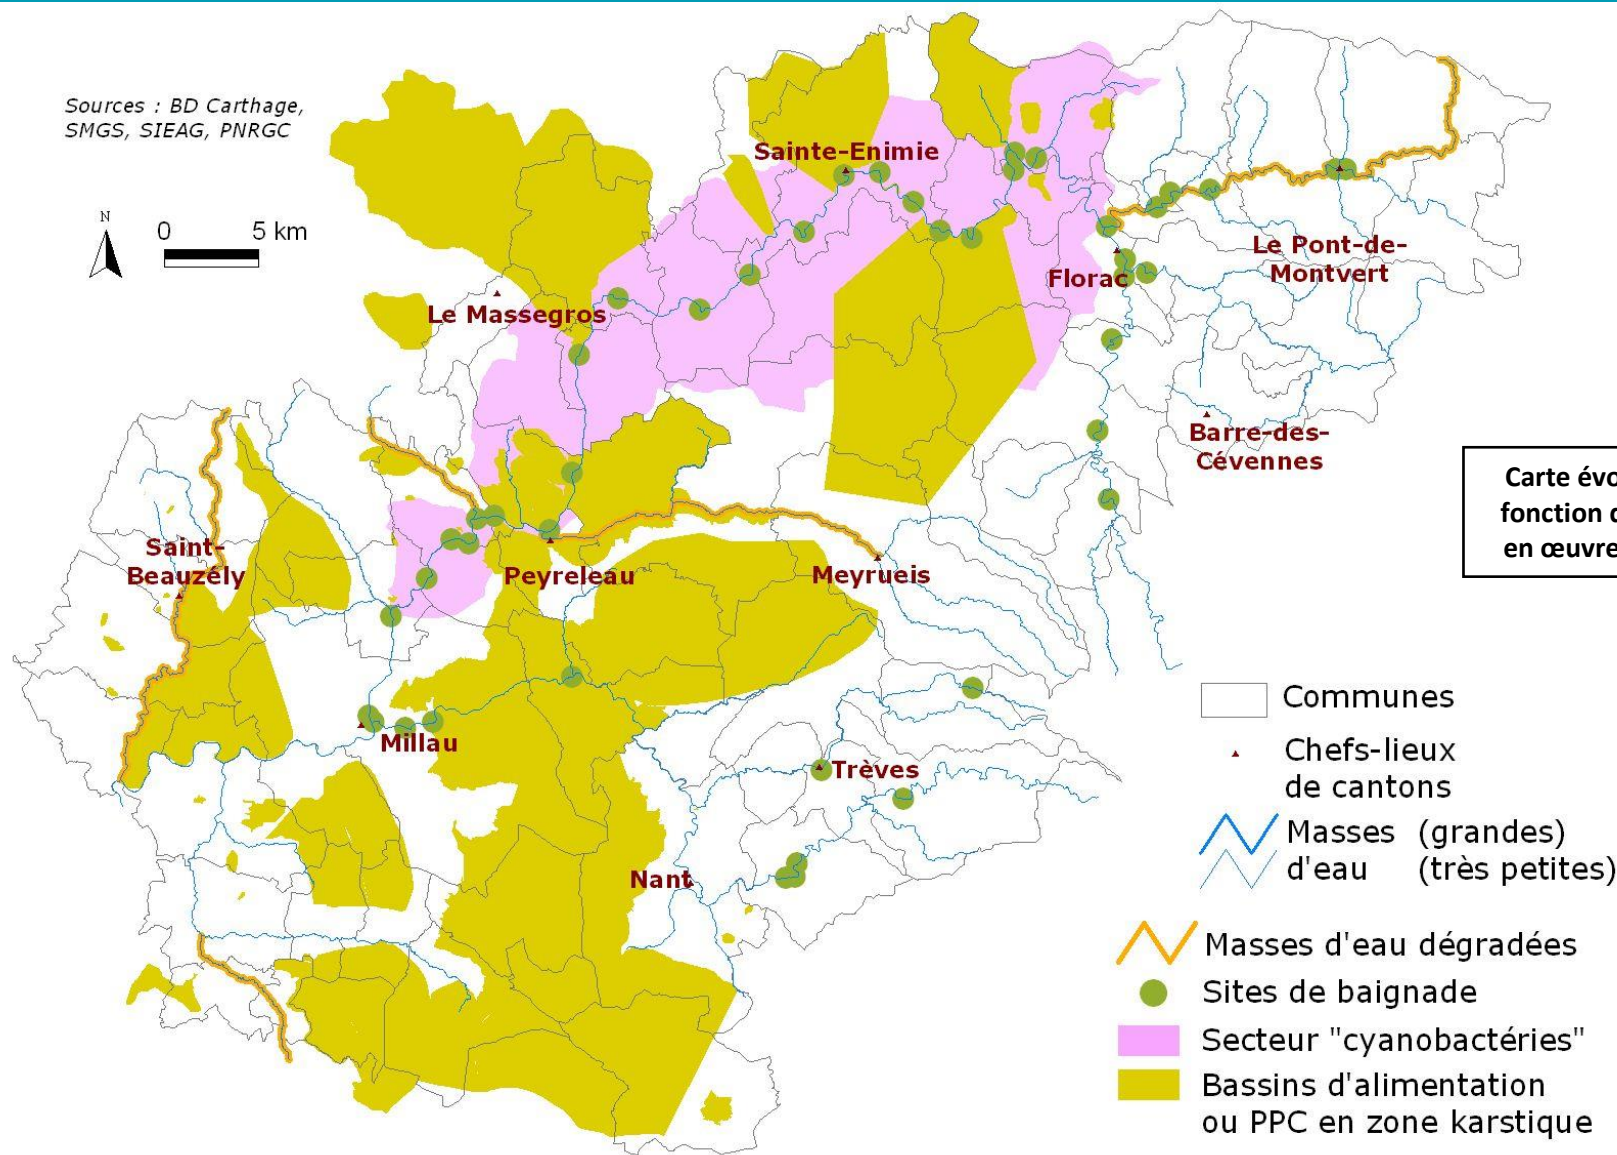 Sources : BD Carthage,
SMGS, SIEAG, PNRGC
N
0 5 km
Sainte-Enimie
Le Massegros
Florac
Le Pont-de-
Montvert
Barre-des-
Cévennes
Carte évo
fonction d
en œuvre
Saint-
Beauzély
Peyreleau
Meyrueis
Millau
Trèves
Nant
Communes
Chefs-lieux
de cantons
Masses (grandes)
d'eau (très petites)
Masses d'eau dégradées
Sites de baignade
Secteur "cyanobactéries"
Bassins d'alimentation
ou PPC en zone karstique